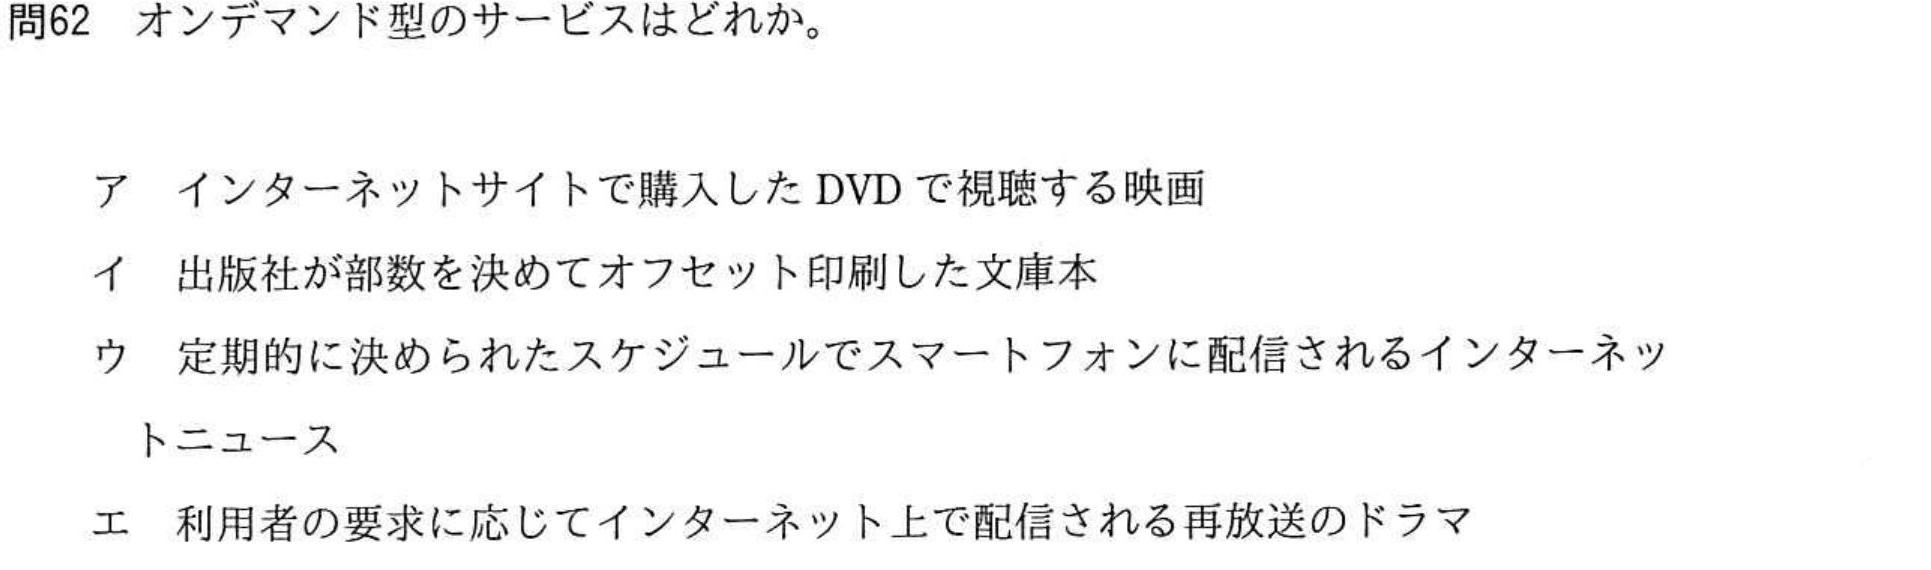 問62　オンデマンド型のサービスはどれか。
ア　インターネットサイトで購入した DVD で視聴する映画
イ　出版社が部数を決めてオフセット印刷した文庫本
ウ　定期的に決められたスケジュールでスマートフォンに配信されるインターネッ
トニュース
エ　利用者の要求に応じてインターネット上で配信される再放送のドラマ